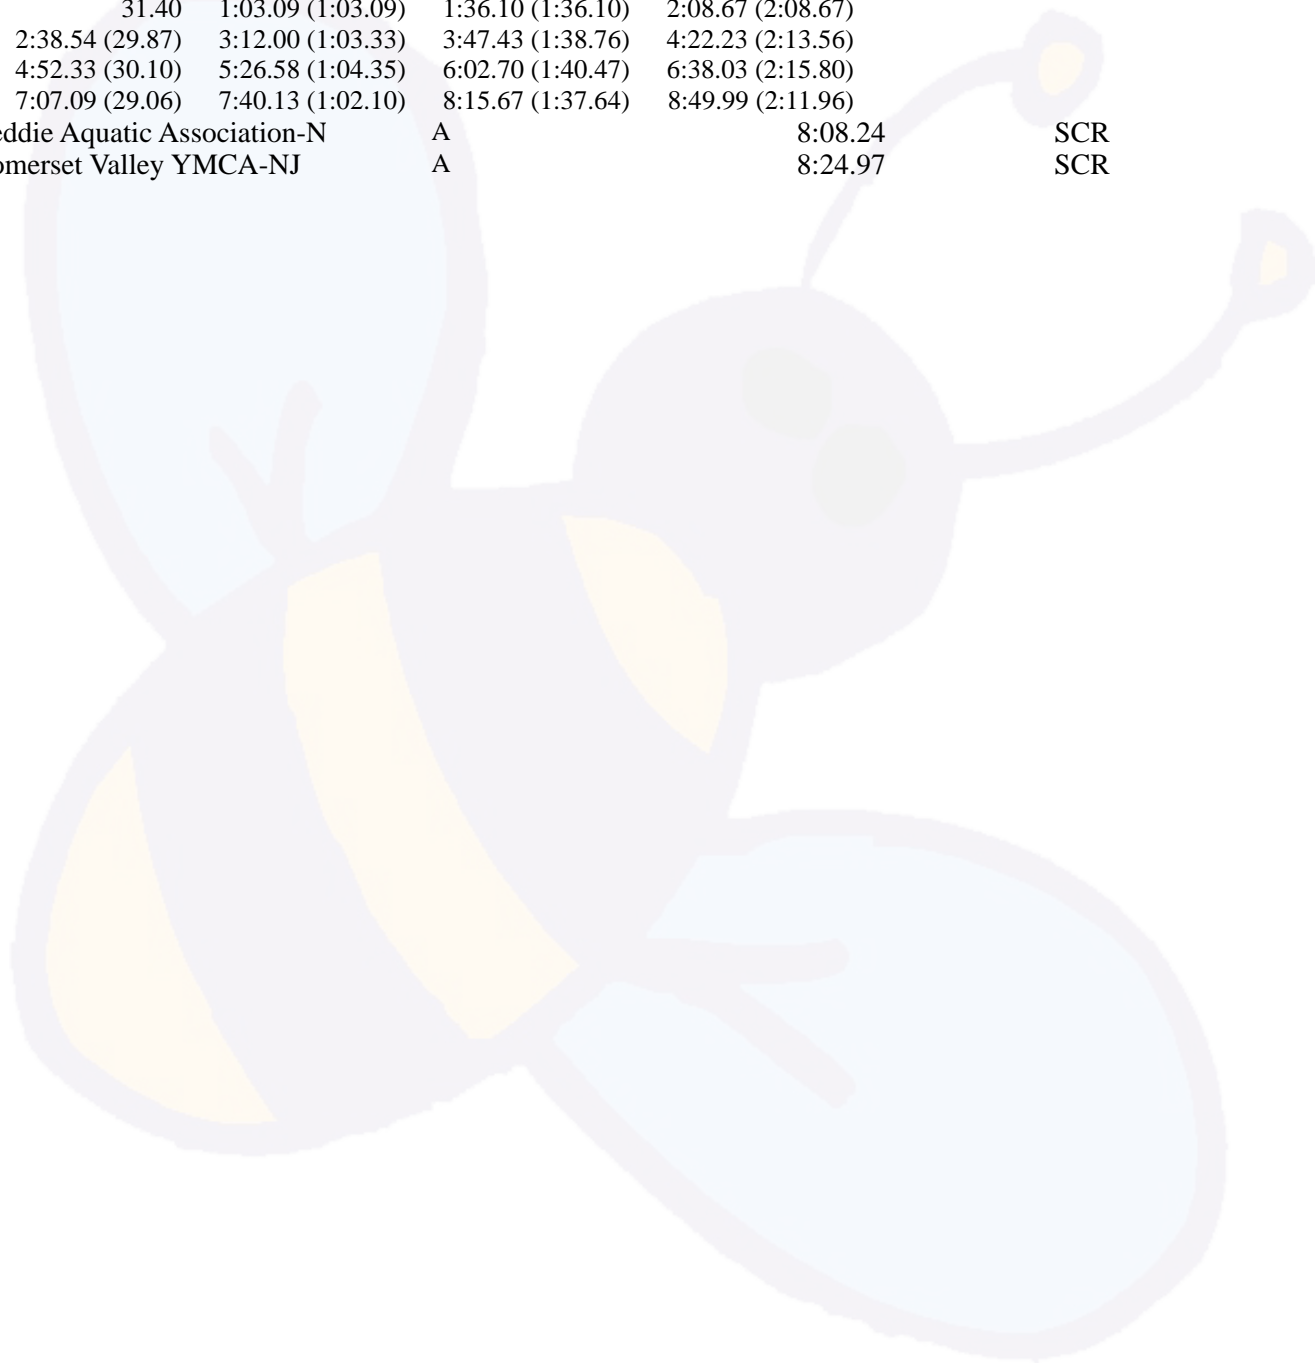 31.40 1:03.09 (1:03.09) 1:36.10 (1:36.10) 2:08.67 (2:08.67)
2:38.54 (29.87) 3:12.00 (1:03.33) 3:47.43 (1:38.76) 4:22.23 (2:13.56)
4:52.33 (30.10) 5:26.58 (1:04.35) 6:02.70 (1:40.47) 6:38.03 (2:15.80)
7:07.09 (29.06) 7:40.13 (1:02.10) 8:15.67 (1:37.64) 8:49.99 (2:11.96)
eddie Aquatic Association-N A 8:08.24 SCR
omerset Valley YMCA-NJ A 8:24.97 SCR